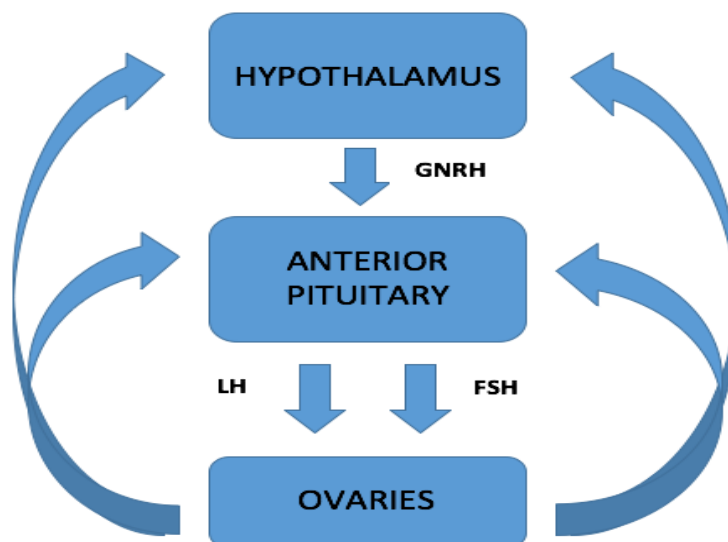 HYPOTHALAMUS
GNRH
ANTERIOR
PITUITARY
LH
FSH
OVARIES